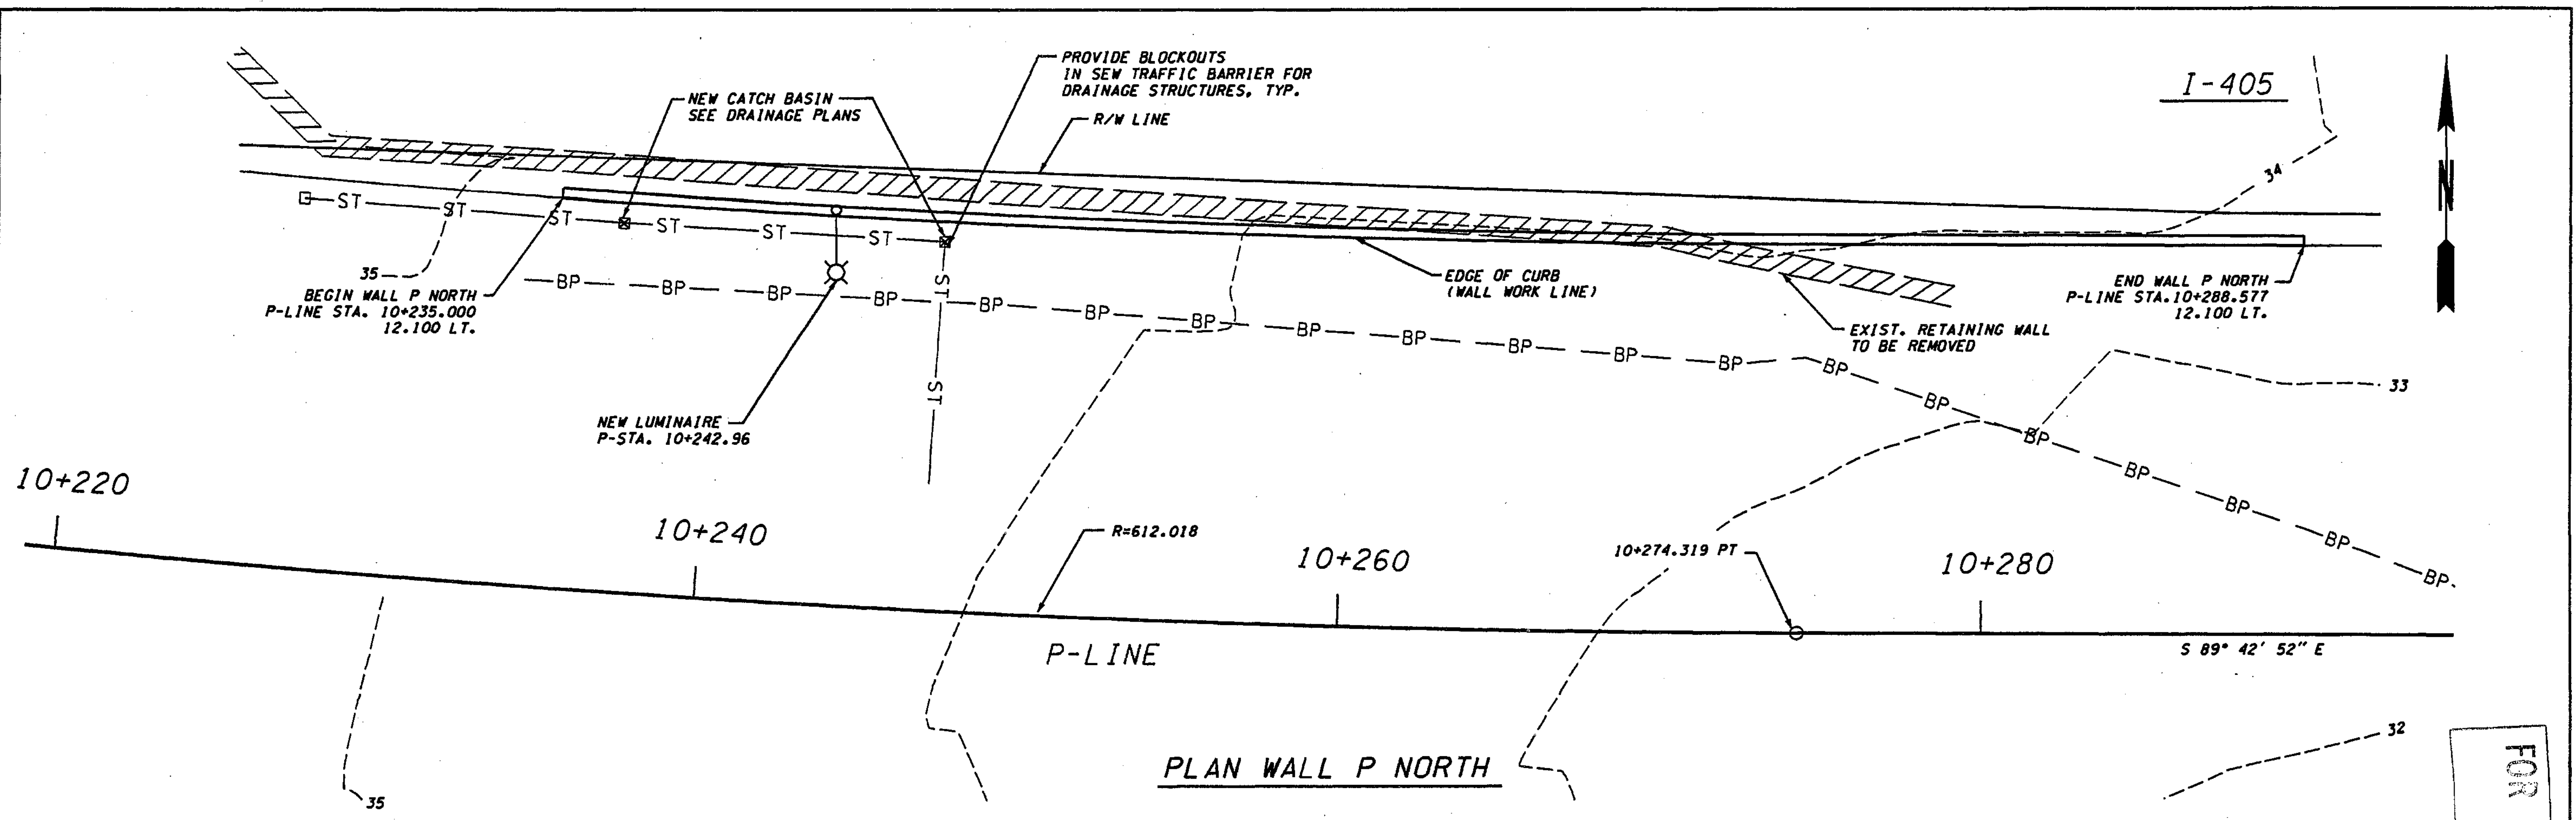 I-405
PROVIDE BLOCKOUTS
IN SEW TRAFFIC BARRIER FOR
DRAINAGE STRUCTURES, TYP.
NEW CATCH BASIN
SEE DRAINAGE PLANS
R/W LINE
34
N
ST ST ST ST ST ST
ST
ST
35
BEGIN WALL P NORTH
P-LINE STA. 10+235.000
12.100 LT.
EDGE OF CURB
(WALL WORK LINE)
END WALL P NORTH
P-LINE STA.10+288.577
12.100 LT.
EXIST. RETAINING WALL
TO BE REMOVED
BP BP BP BP BP BP BP BP BP BP BP BP BP BP BP BP BP BP BP
33
NEW LUMINAIRE
P-STA. 10+242.96
10+220
10+240
R=612.018
10+260
10+274.319 PT
10+280
P-LINE
S 89° 42' 52" E
32
PLAN WALL P NORTH
35
FOR